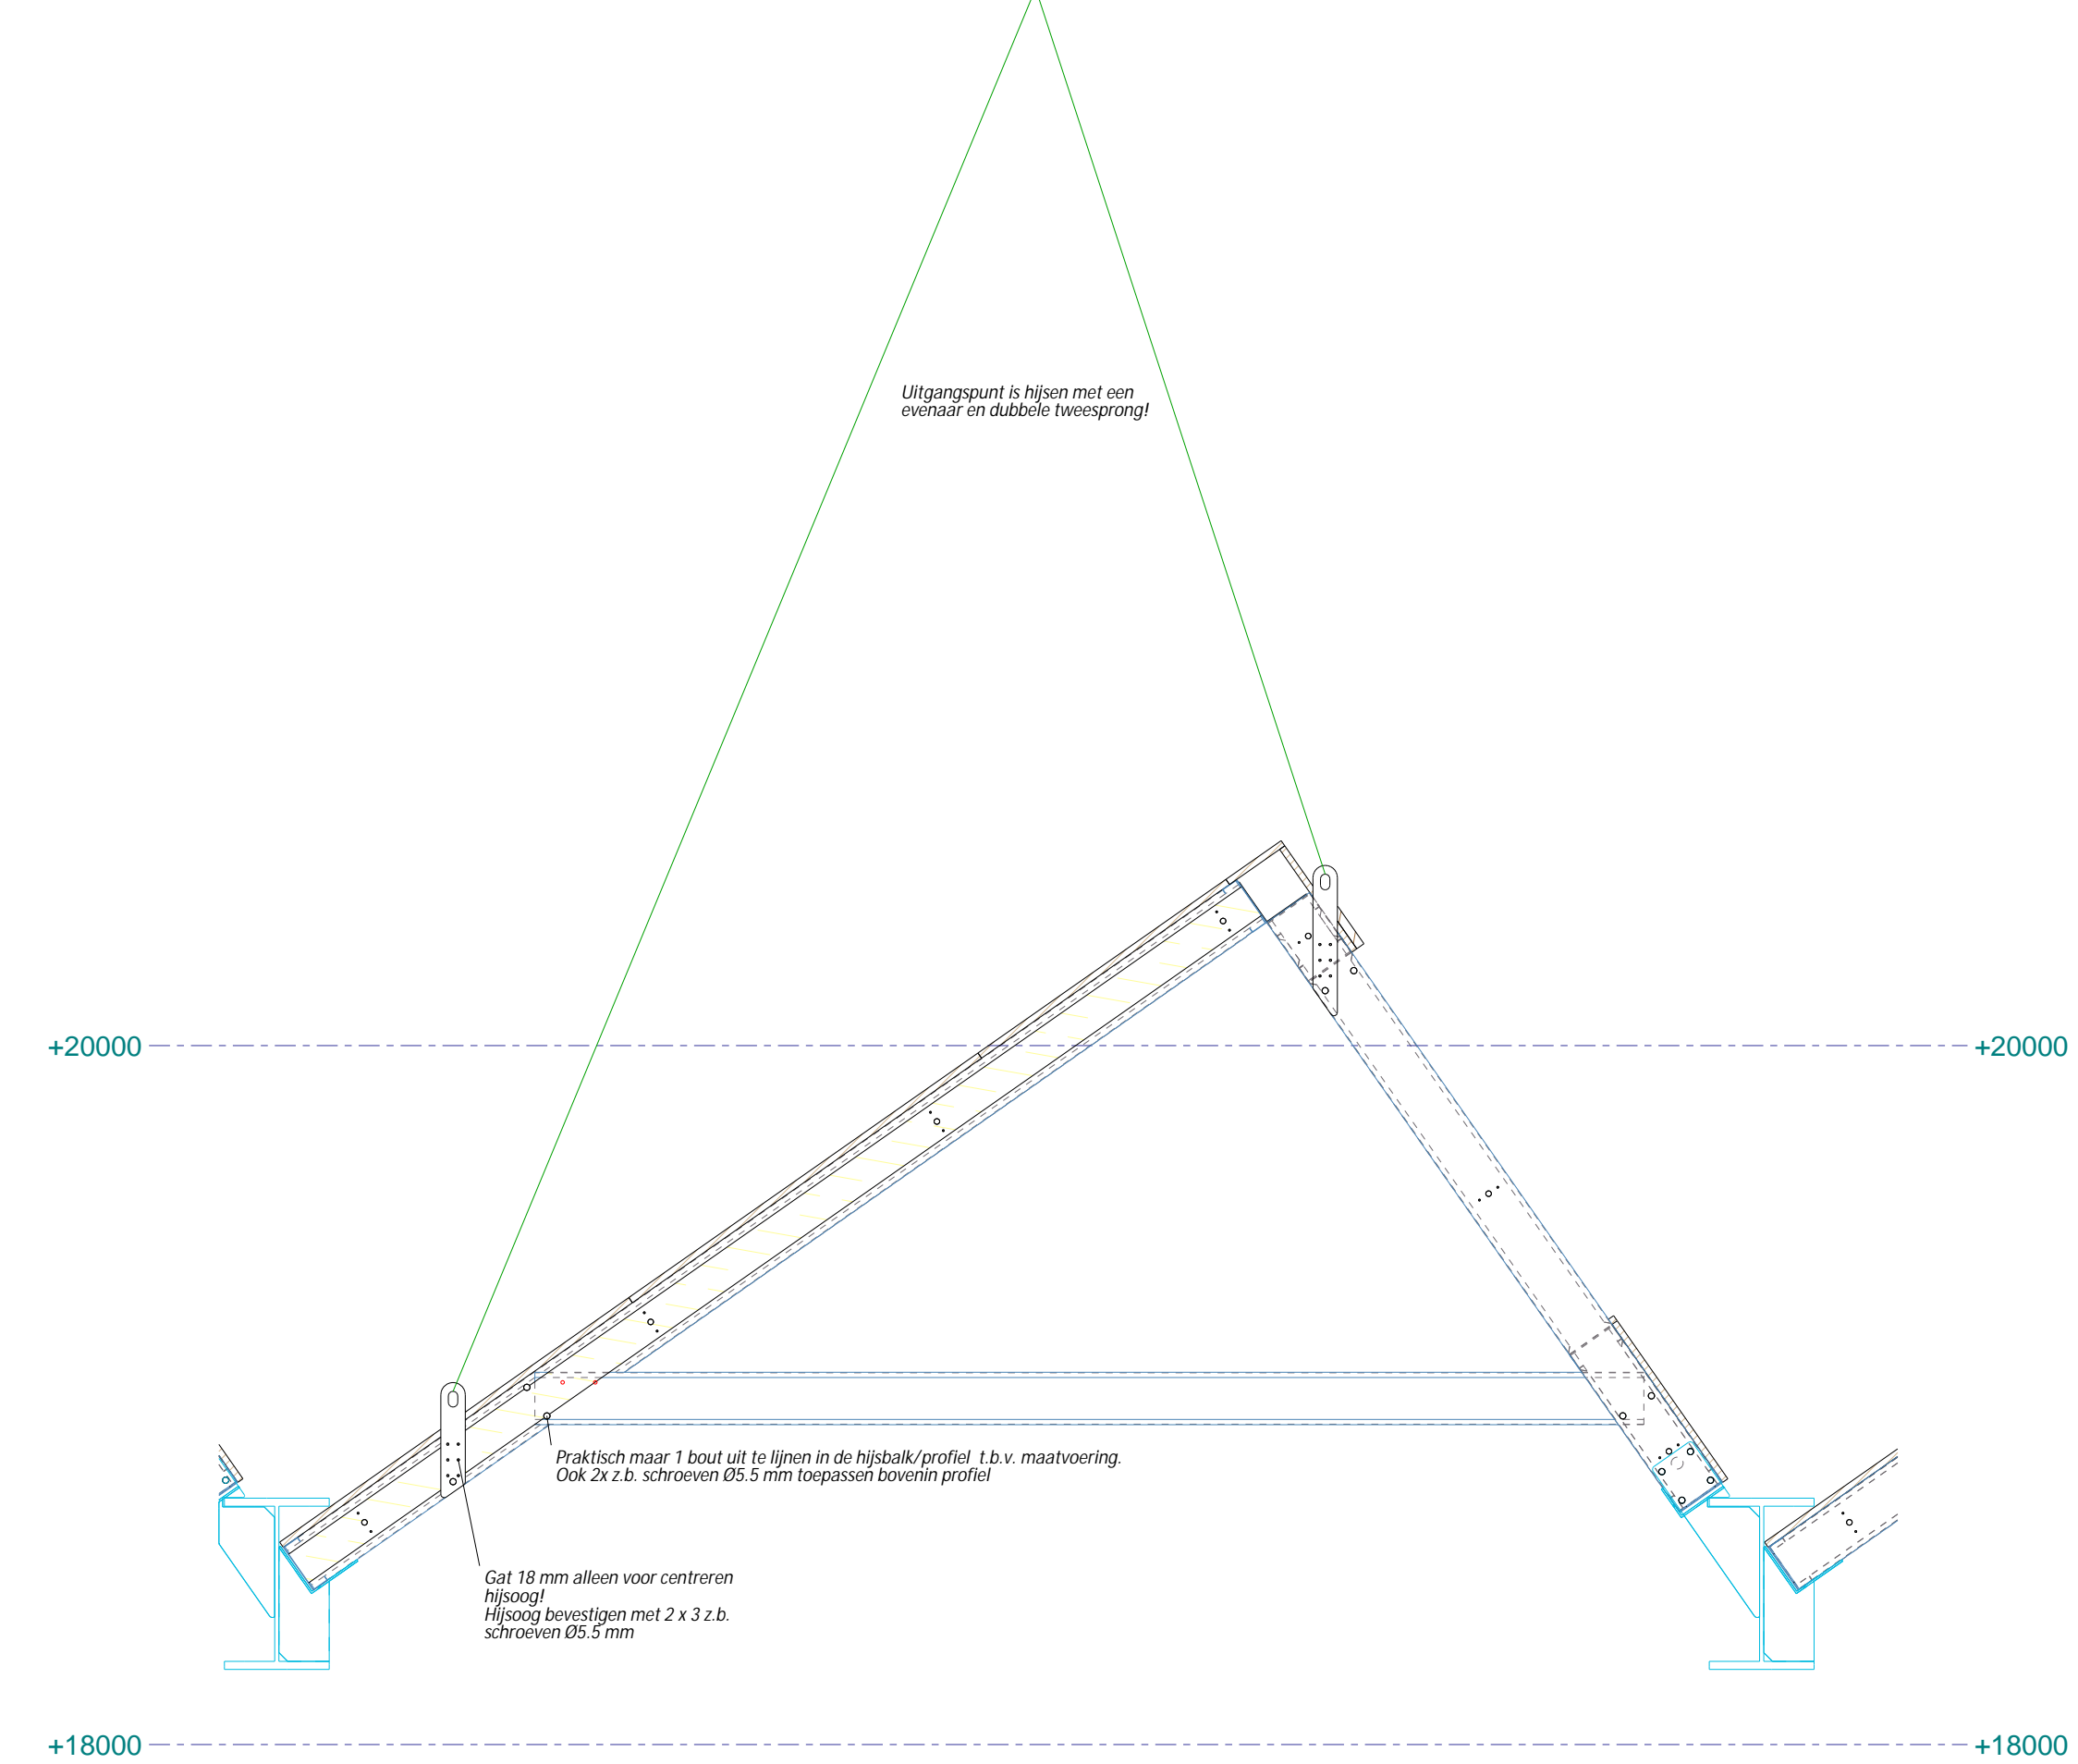 Uitgangspunt is hijsen met een
evenaar en dubbele tweesprong!
+20000
+20000
Praktisch maar 1 bout uit te lijnen in de hijsbalk/profiel t.b.v. maatvoering.
Ook 2x z.b. schroeven Ø5.5 mm toepassen bovenin profiel
Gat 18 mm alleen voor centreren
hijsoog!
Hijsoog bevestigen met 2 x 3 z.b.
schroeven Ø5.5 mm
+18000
+18000